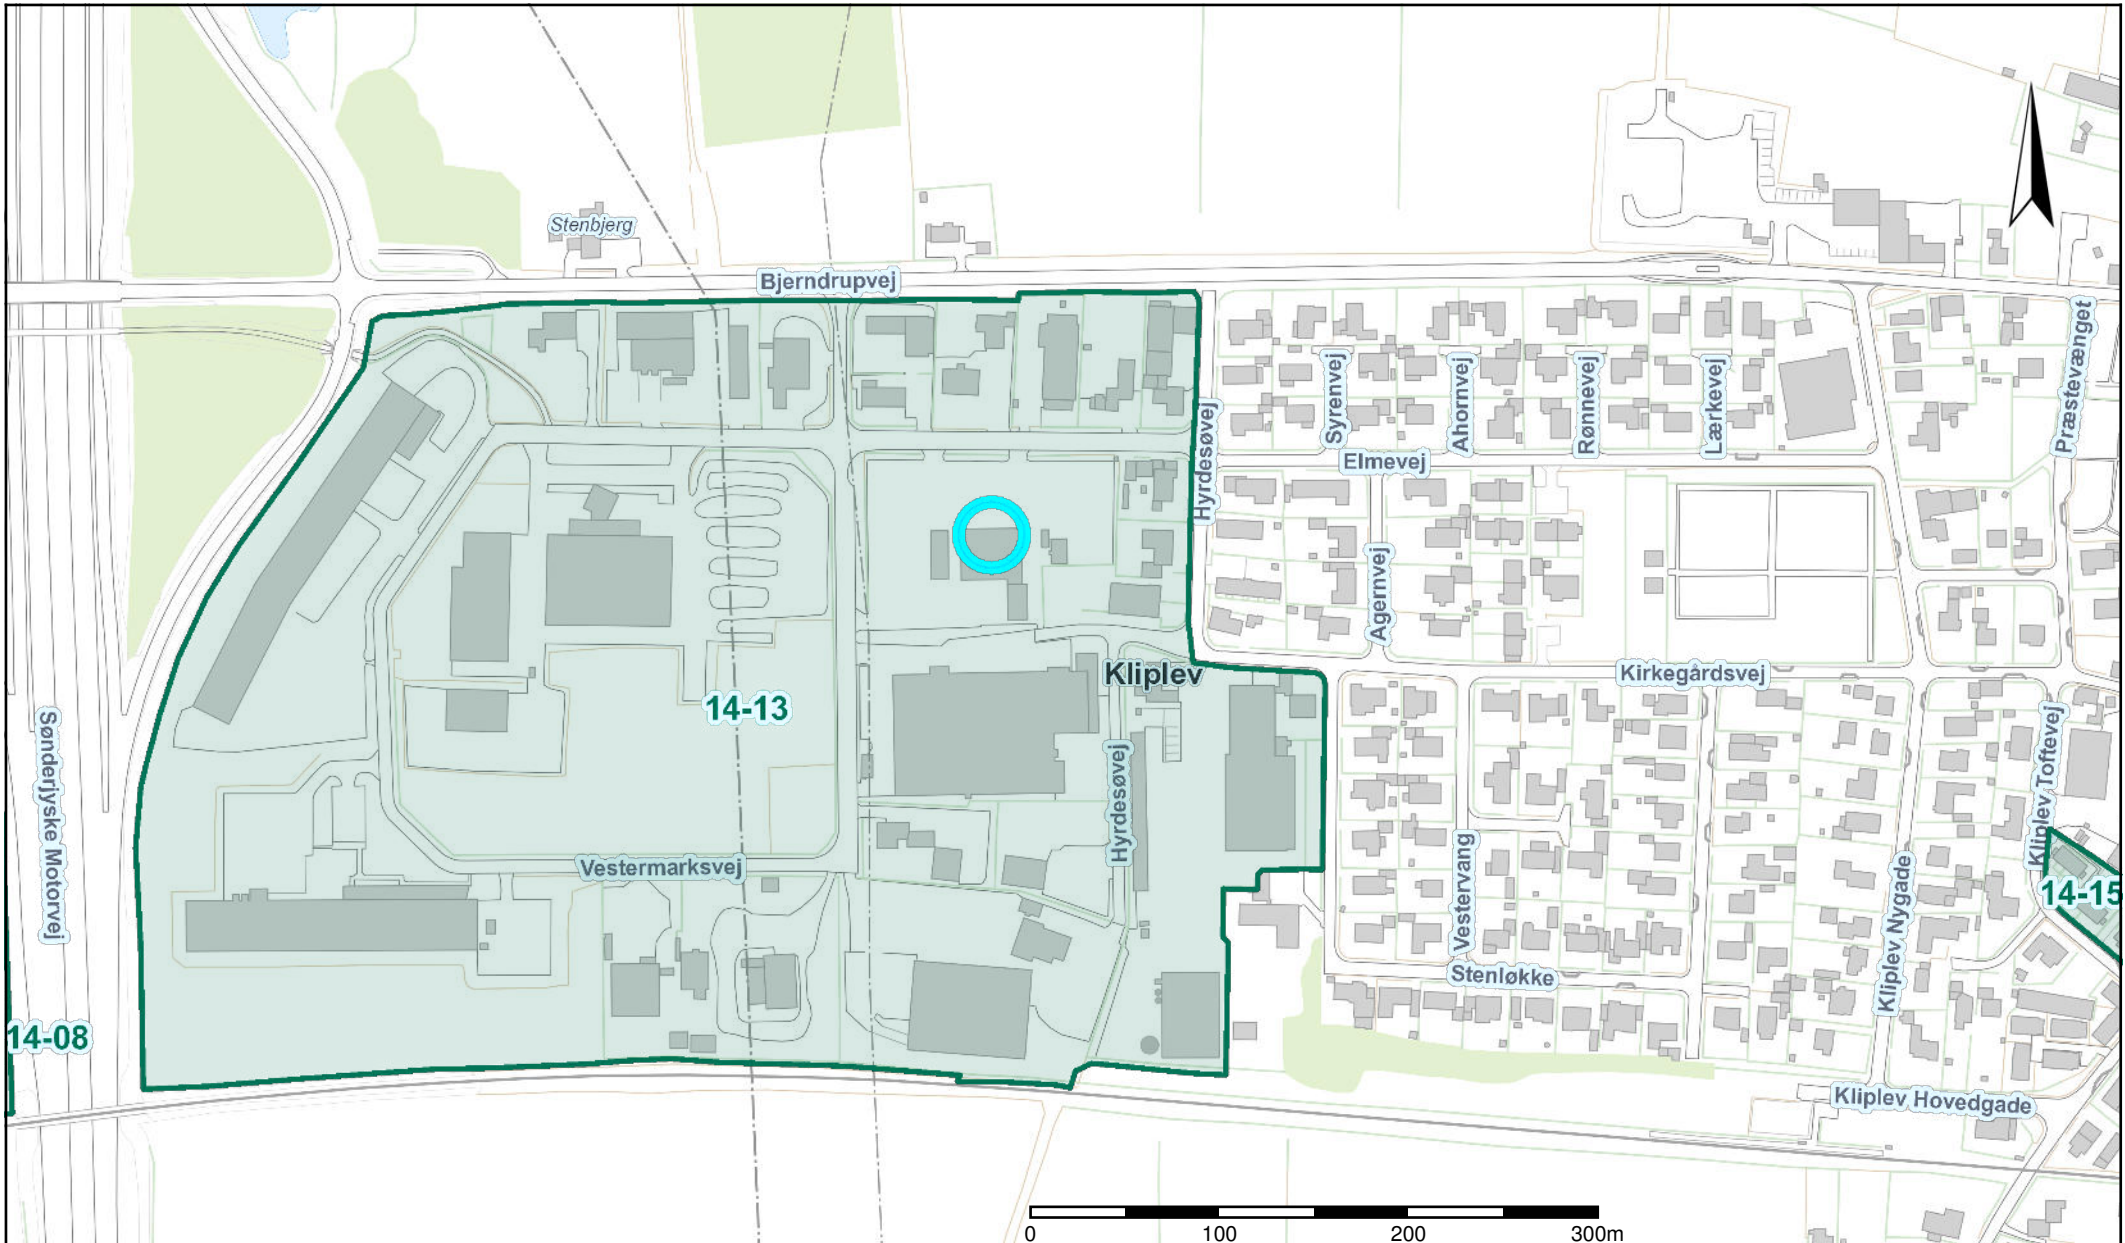 Stenbjerg
Bjerndrupvej
Syrenvej
Ahornvej
Rønnevej
Lærkevej
Præstevænget
Hyrdesøvej
Elmevej
Agernvej
Kliplev
Kirkegårdsvej
14-13
Sønderjyske Motorvej
Hyrdesøvej
Kliplev Toftevej
Vestermarksvej
Vestervang
Kliplev Nygade
14-15
Stenløkke
14-08
Kliplev Hovedgade
0 100 200 300m